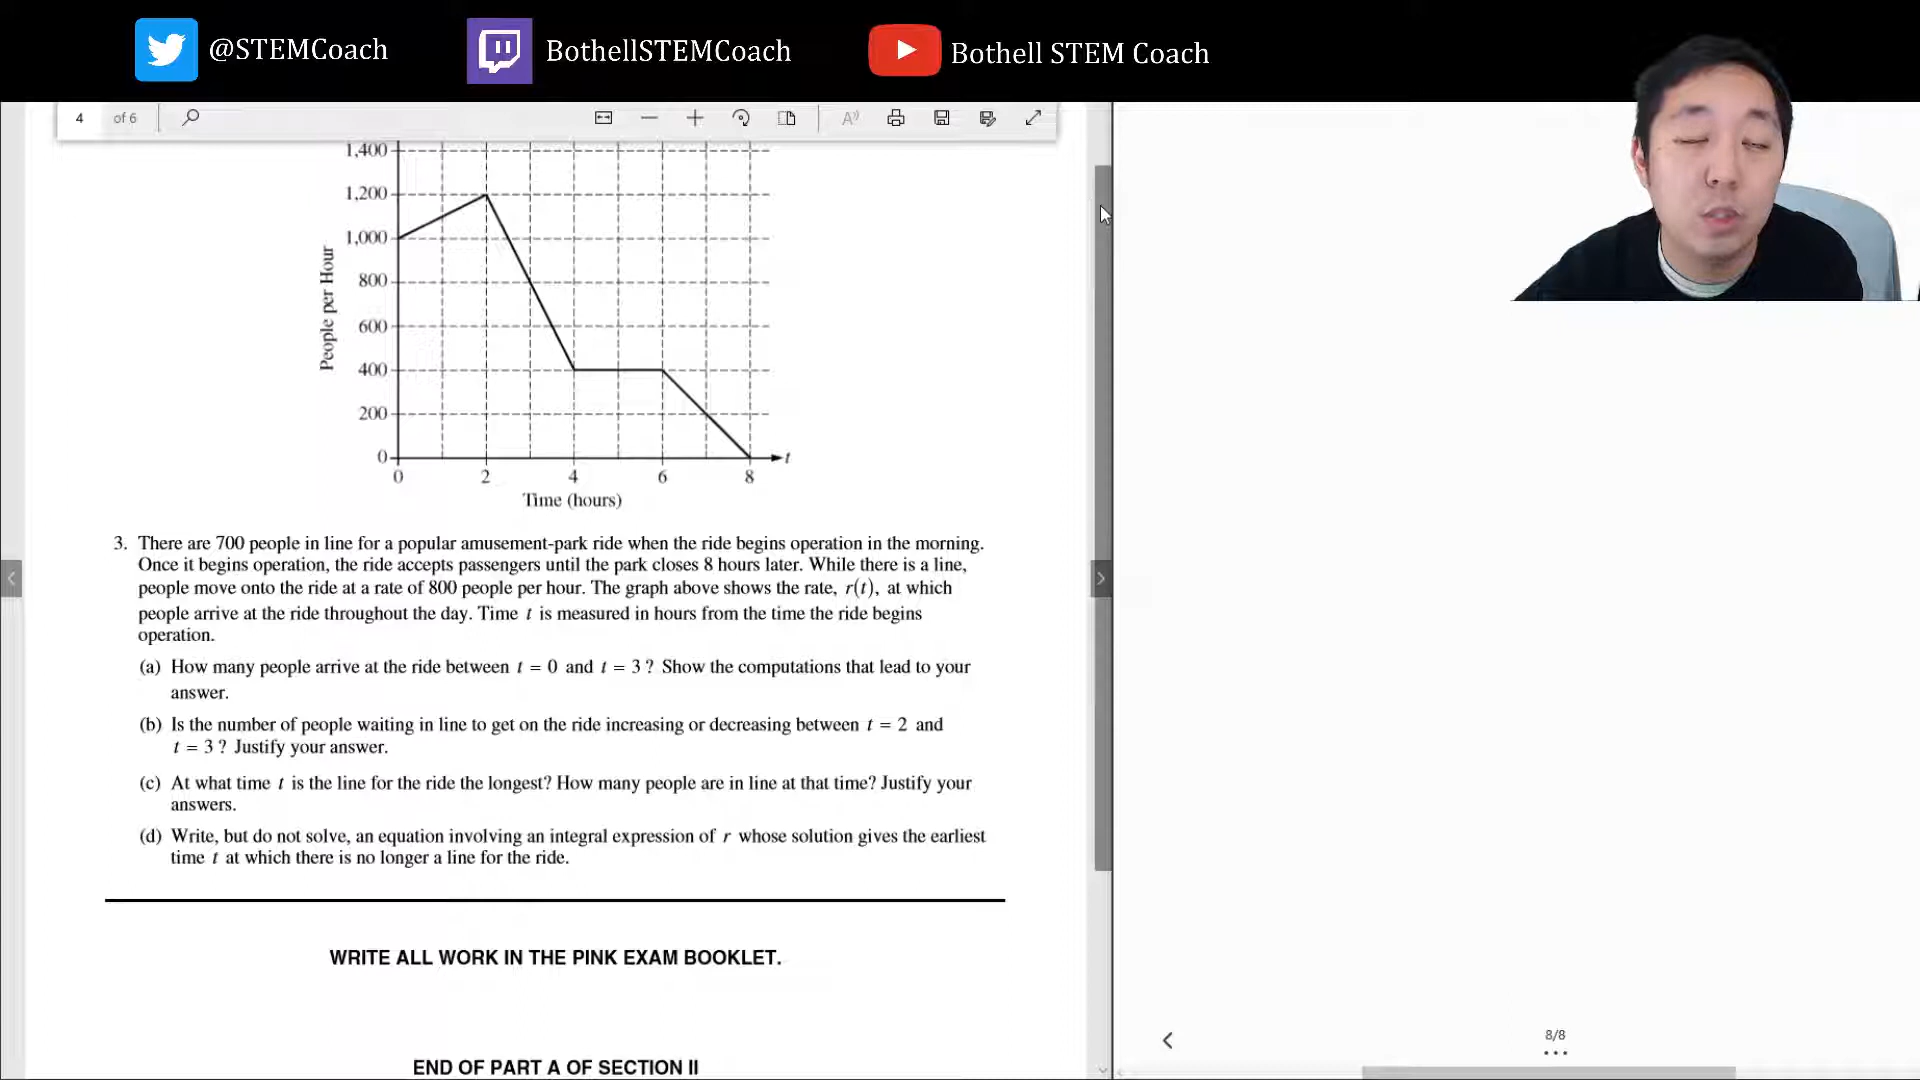 @STEMCoach
BothellSTEMCoach
Bothell STEM Coach
4 of 6
1,400
1,200
1,000
800
600
400
200
0
People per Hour
0 2 4 6 8
t
Time (hours)
3. There are 700 people in line for a popular amusement-park ride when the ride begins operation in the morning.
Once it begins operation, the ride accepts passengers until the park closes 8 hours later. While there is a line,
people move onto the ride at a rate of 800 people per hour. The graph above shows the rate, r(t), at which
people arrive at the ride throughout the day. Time t is measured in hours from the time the ride begins
operation.
(a) How many people arrive at the ride between t = 0 and t = 3 ? Show the computations that lead to your
answer.
(b) Is the number of people waiting in line to get on the ride increasing or decreasing between t = 2 and
t = 3 ? Justify your answer.
(c) At what time t is the line for the ride the longest? How many people are in line at that time? Justify your
answers.
(d) Write, but do not solve, an equation involving an integral expression of r whose solution gives the earliest
time t at which there is no longer a line for the ride.
WRITE ALL WORK IN THE PINK EXAM BOOKLET.
END OF PART A OF SECTION II
8/8